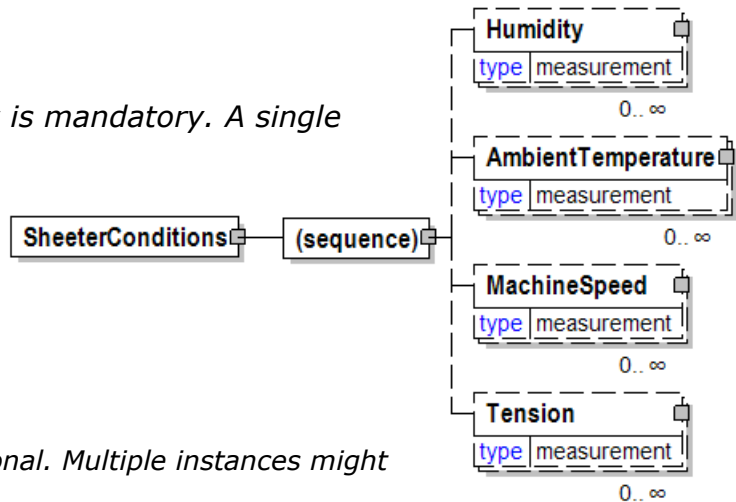 Humidity
type measurement
0.. ∞
is mandatory. A single
AmbientTemperature
type measurement
0.. ∞
SheeterConditions (sequence)
MachineSpeed
type measurement
0.. ∞
Tension
type measurement
onal. Multiple instances might
0.. ∞